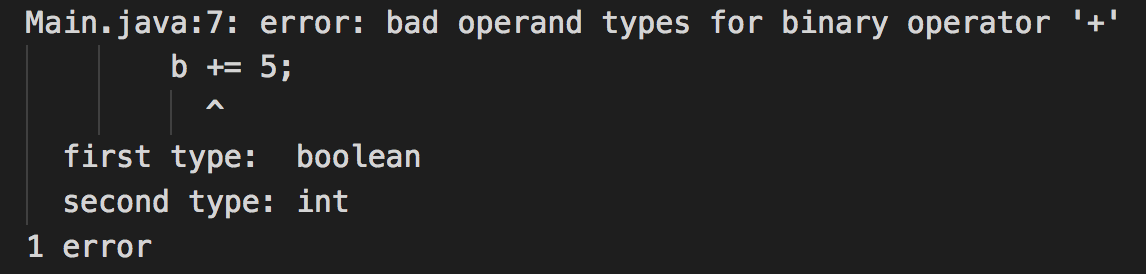 Main.java:7: error: bad operand types for binary operator '+'
b += 5;
^
first type:  boolean
second type: int
1 error